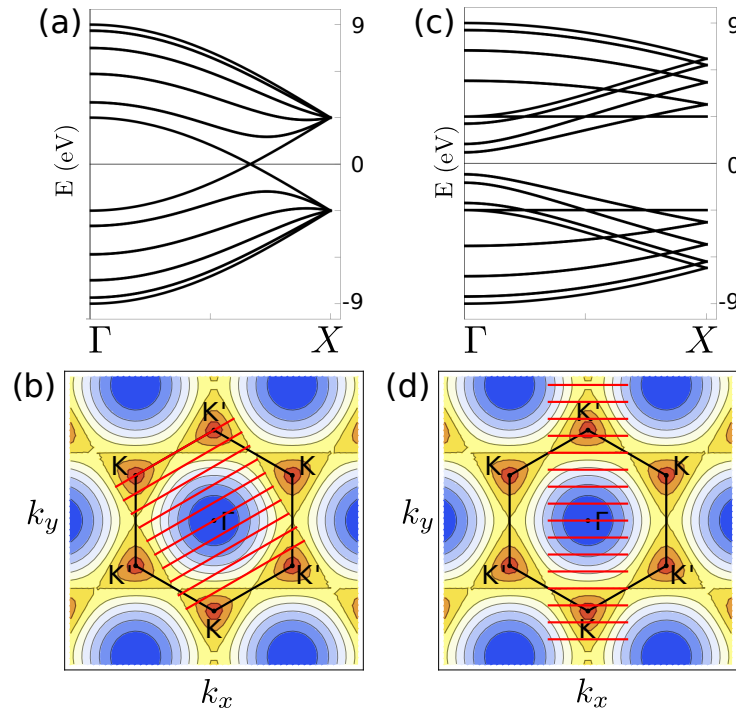 (a)
9
E (eV)
0
-9
Γ
X
(c)
9
E (eV)
0
-9
Γ
X
(b)
K'
K
Γ
k_y
K'
K'
K
k_x
(d)
K'
K
K
Γ
k_y
K'
K'
K
k_x